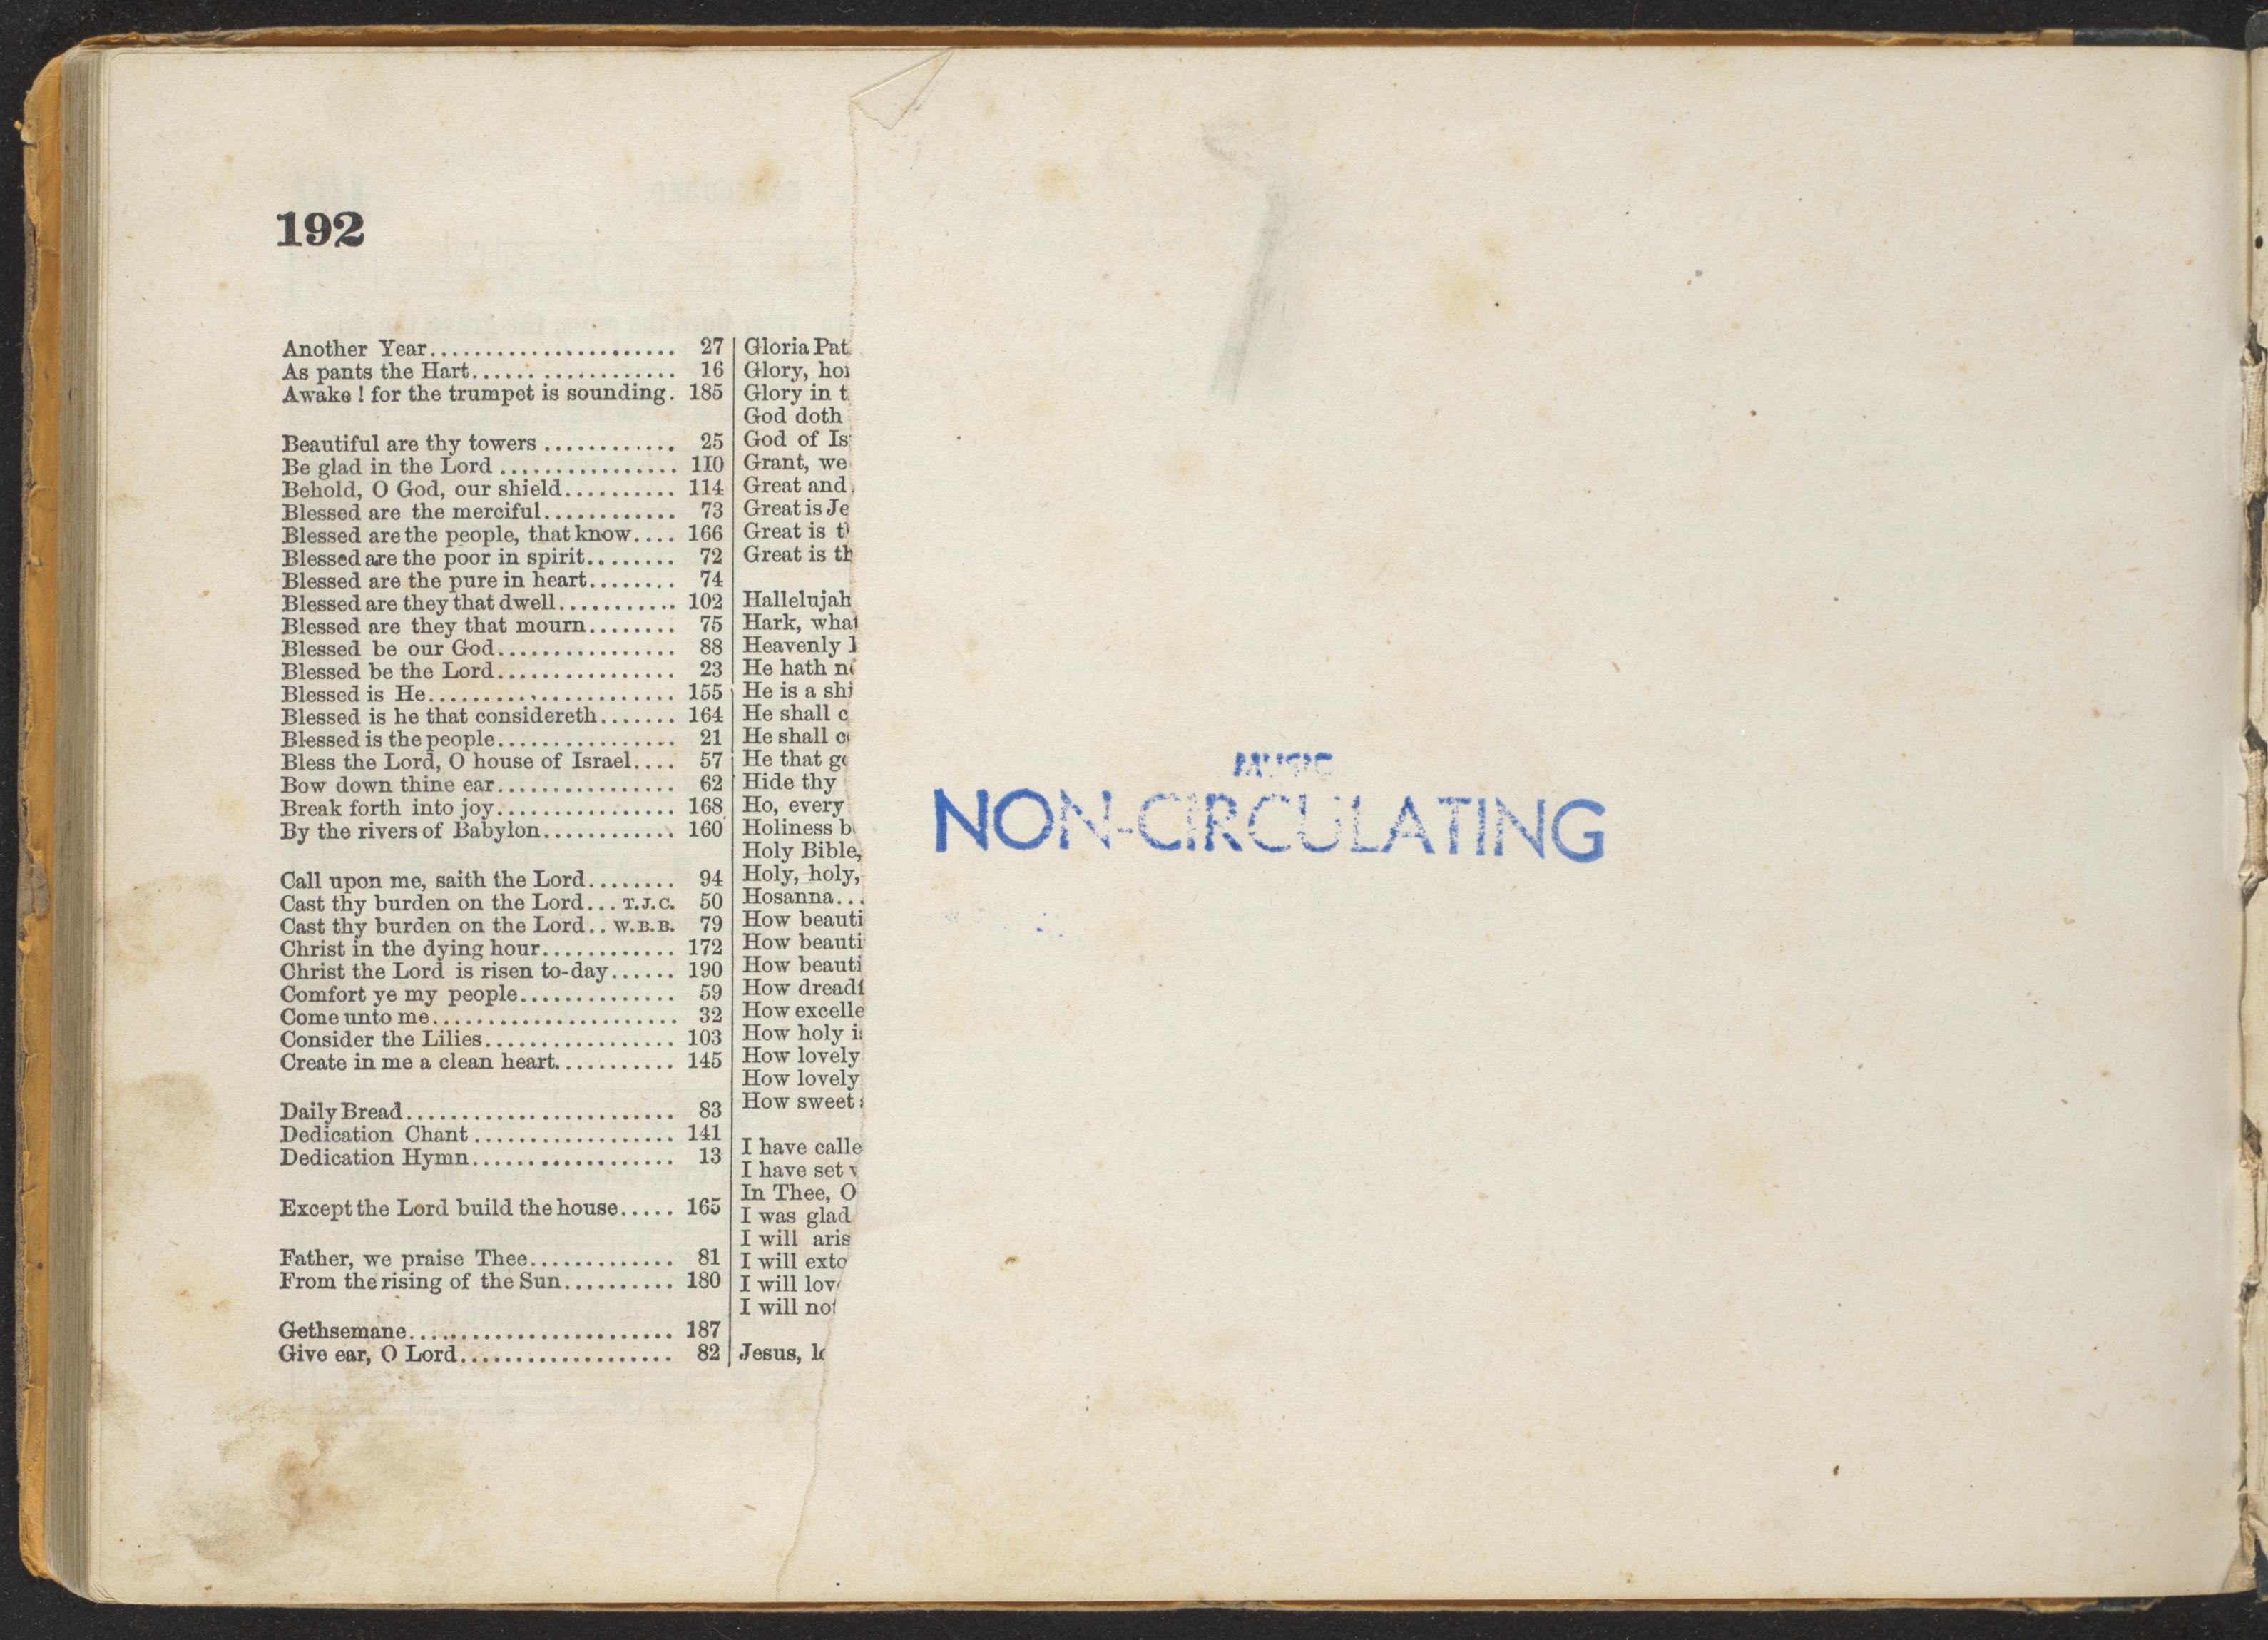 192
Another Year...................... 27
As pants the Hart.................. 16
Awake ! for the trumpet is sounding. 185
Beautiful are thy towers ............ 25
Be glad in the Lord ................ 110
Behold, O God, our shield.......... 114
Blessed are the merciful............ 73
Blessed are the people, that know.... 166
Blessed are the poor in spirit........ 72
Blessed are the pure in heart........ 74
Blessed are they that dwell........... 102
Blessed are they that mourn........ 75
Blessed be our God................ 88
Blessed be the Lord................ 23
Blessed is He...................... 155
Blessed is he that considereth....... 164
Blessed is the people................ 21
Bless the Lord, O house of Israel.... 57
Bow down thine ear................ 62
Break forth into joy................ 168
By the rivers of Babylon............ 160
Call upon me, saith the Lord........ 94
Cast thy burden on the Lord... T.J.C. 50
Cast thy burden on the Lord.. W.B.B. 79
Christ in the dying hour............ 172
Christ the Lord is risen to-day...... 190
Comfort ye my people.............. 59
Come unto me...................... 32
Consider the Lilies................. 103
Create in me a clean heart........... 145
Daily Bread........................ 83
Dedication Chant.................. 141
Dedication Hymn.................. 13
Except the Lord build the house..... 165
Father, we praise Thee............. 81
From the rising of the Sun.......... 180
Gethsemane........................ 187
Give ear, O Lord................... 82
Gloria Pat
Glory,
Glory in
God doth
God of
Grant, we
Great and
Great is Je
Great is
Great is
Hallelujah
Hark, what
Heavenly
He hath
He is a
He shall
He shall
He that
Hide thy
Ho, every
Holiness
Holy Bible,
Holy, holy,
Hosanna...
How beauti
How beauti
How beauti
How
How excelle
How holy
How lovely
How lovely
How sweet
I have calle
I have set
In Thee, O
I was glad
I will aris
I will
I will
I will
Jesus,
MUSIC
NON-CIRCULATING